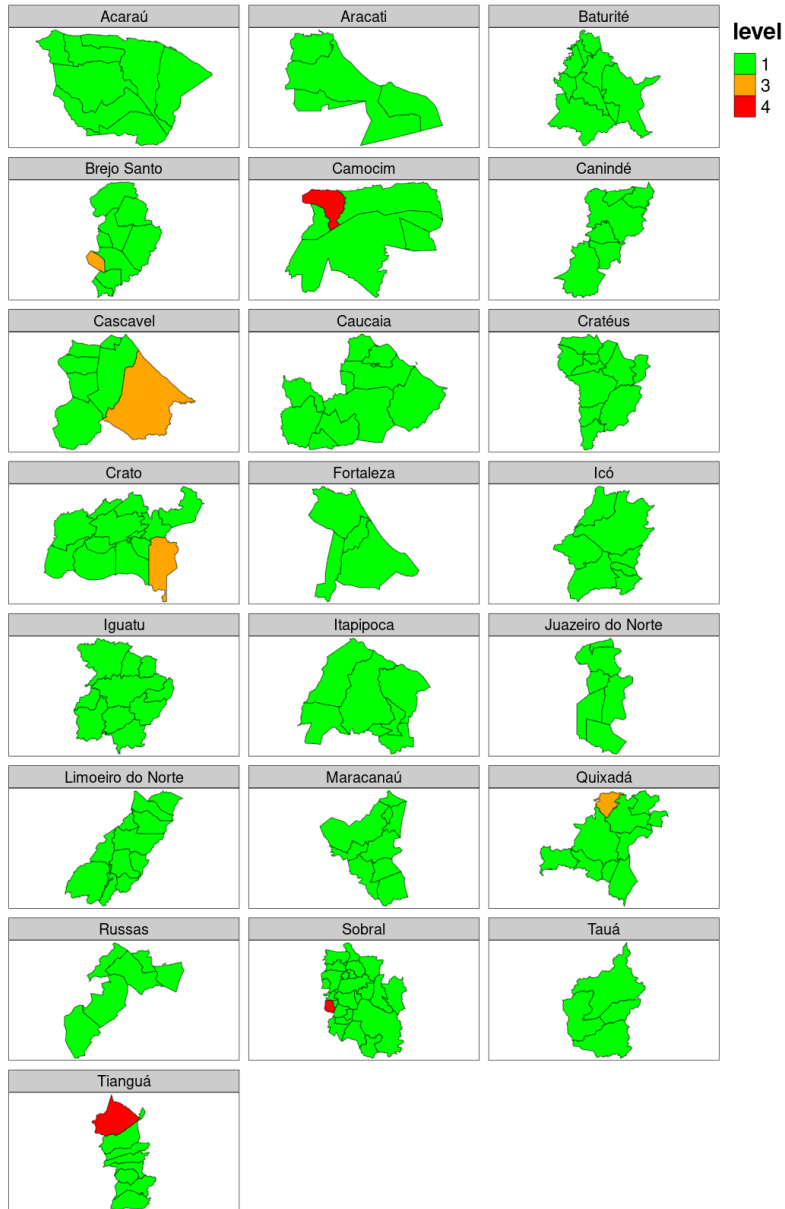 Acaraú
Aracati
Baturité
level
1
3
4
Brejo Santo
Camocim
Canindé
Cascavel
Caucaia
Cratéus
Crato
Fortaleza
Icó
Iguatu
Itapipoca
Juazeiro do Norte
Limoeiro do Norte
Maracanaú
Quixadá
Russas
Sobral
Tauá
Tianguá